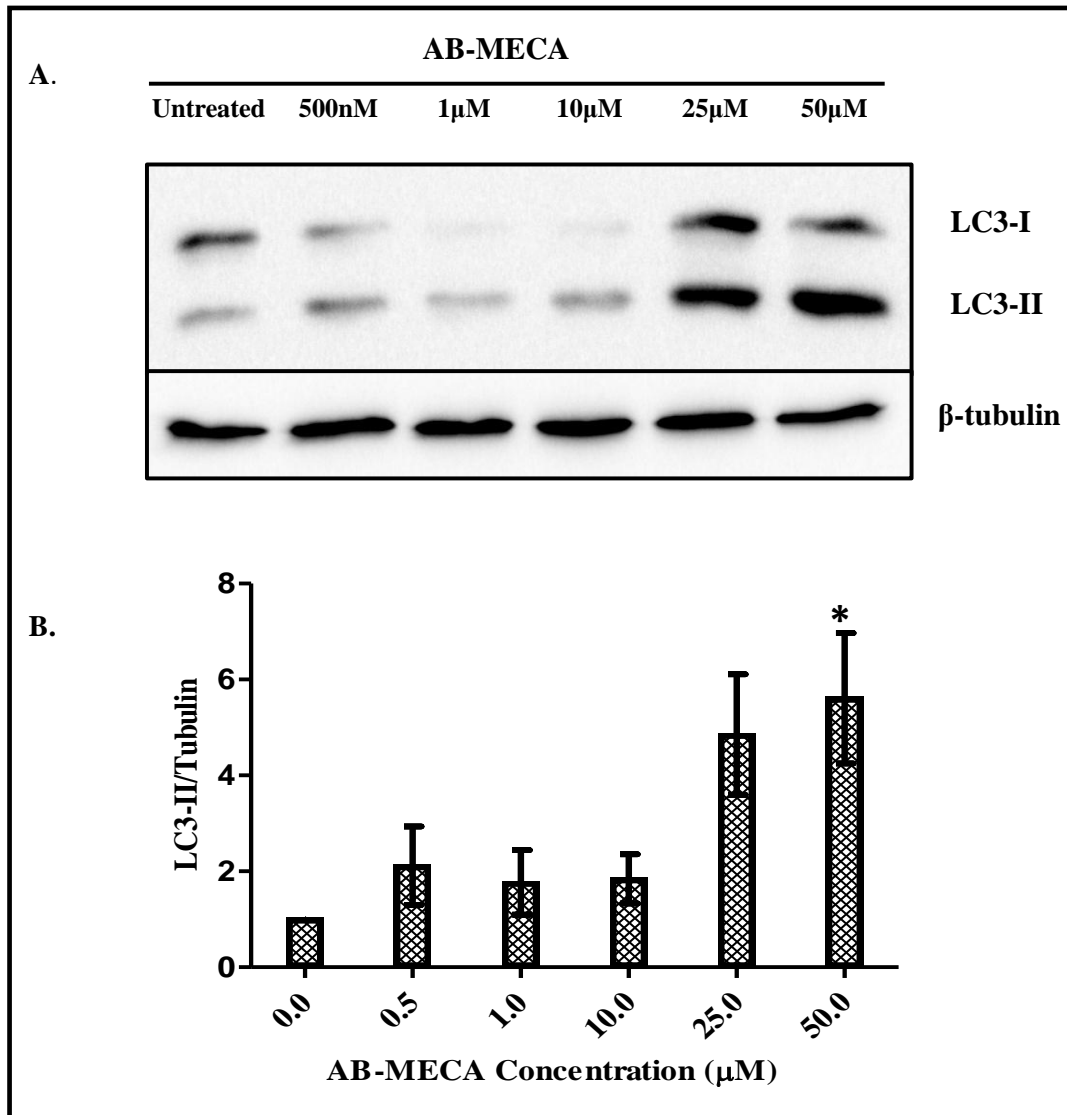 AB-MECA
A.
Untreated 500nM 1μM 10μM 25μM 50μM
LC3-I
LC3-II
β-tubulin
B.
8
6
4
2
0
LC3-II/Tubulin
*
0.0 0.5 1.0 10.0 25.0 50.0
AB-MECA Concentration (μM)